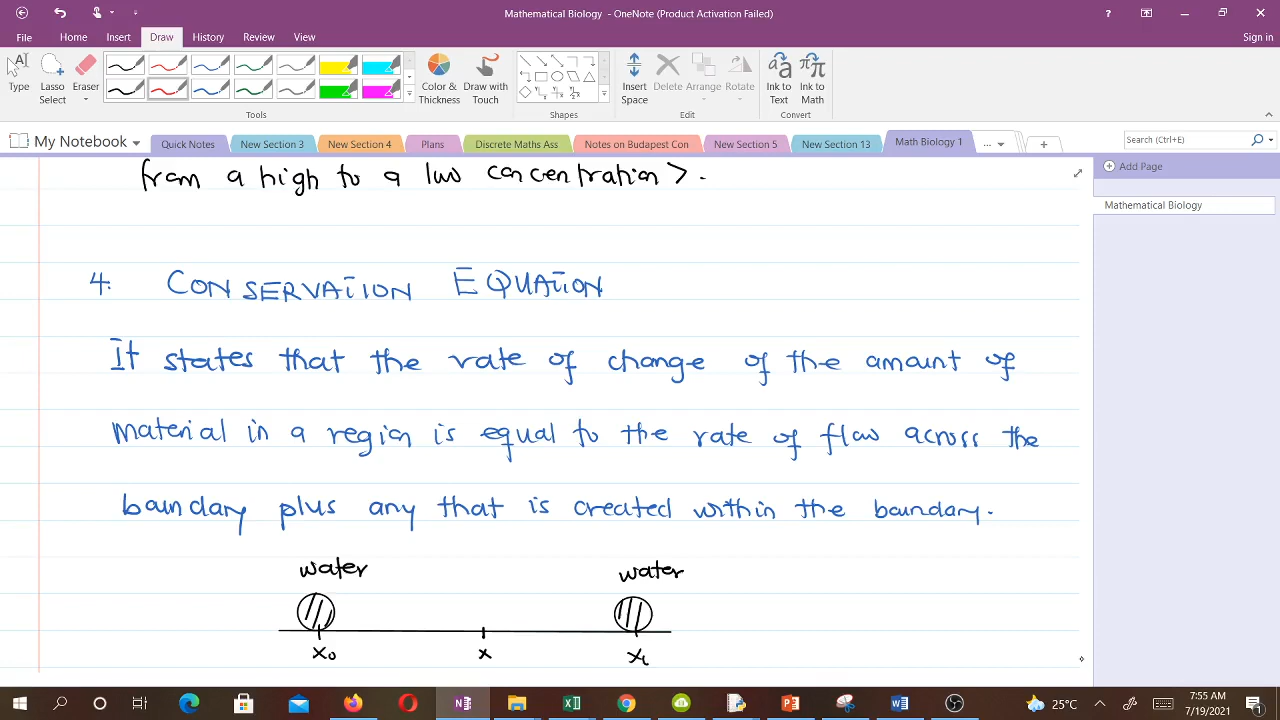 Mathematical Biology - OneNote (Product Activation Failed)
File Home Insert Draw History Review View Sign in
Type Lasso Select Eraser Color & Thickness Draw with Touch Insert Space Delete Arrange Rotate Ink to Text Ink to Math
Tools Shapes Edit Convert
My Notebook Quick Notes New Section 3 New Section 4 Plans Discrete Maths Ass Notes on Budapest Con New Section 5 New Section 13 Math Biology 1 ... + Search (Ctrl+E)
Add Page
Mathematical Biology
from a high to a low concentration >.
4. CONSERVATION EQUATION
It states that the rate of change of the amount of
material in a region is equal to the rate of flow across the
boundary plus any that is created within the boundary.
water water
x₀ x x₁
25°C 7:55 AM
7/19/2021